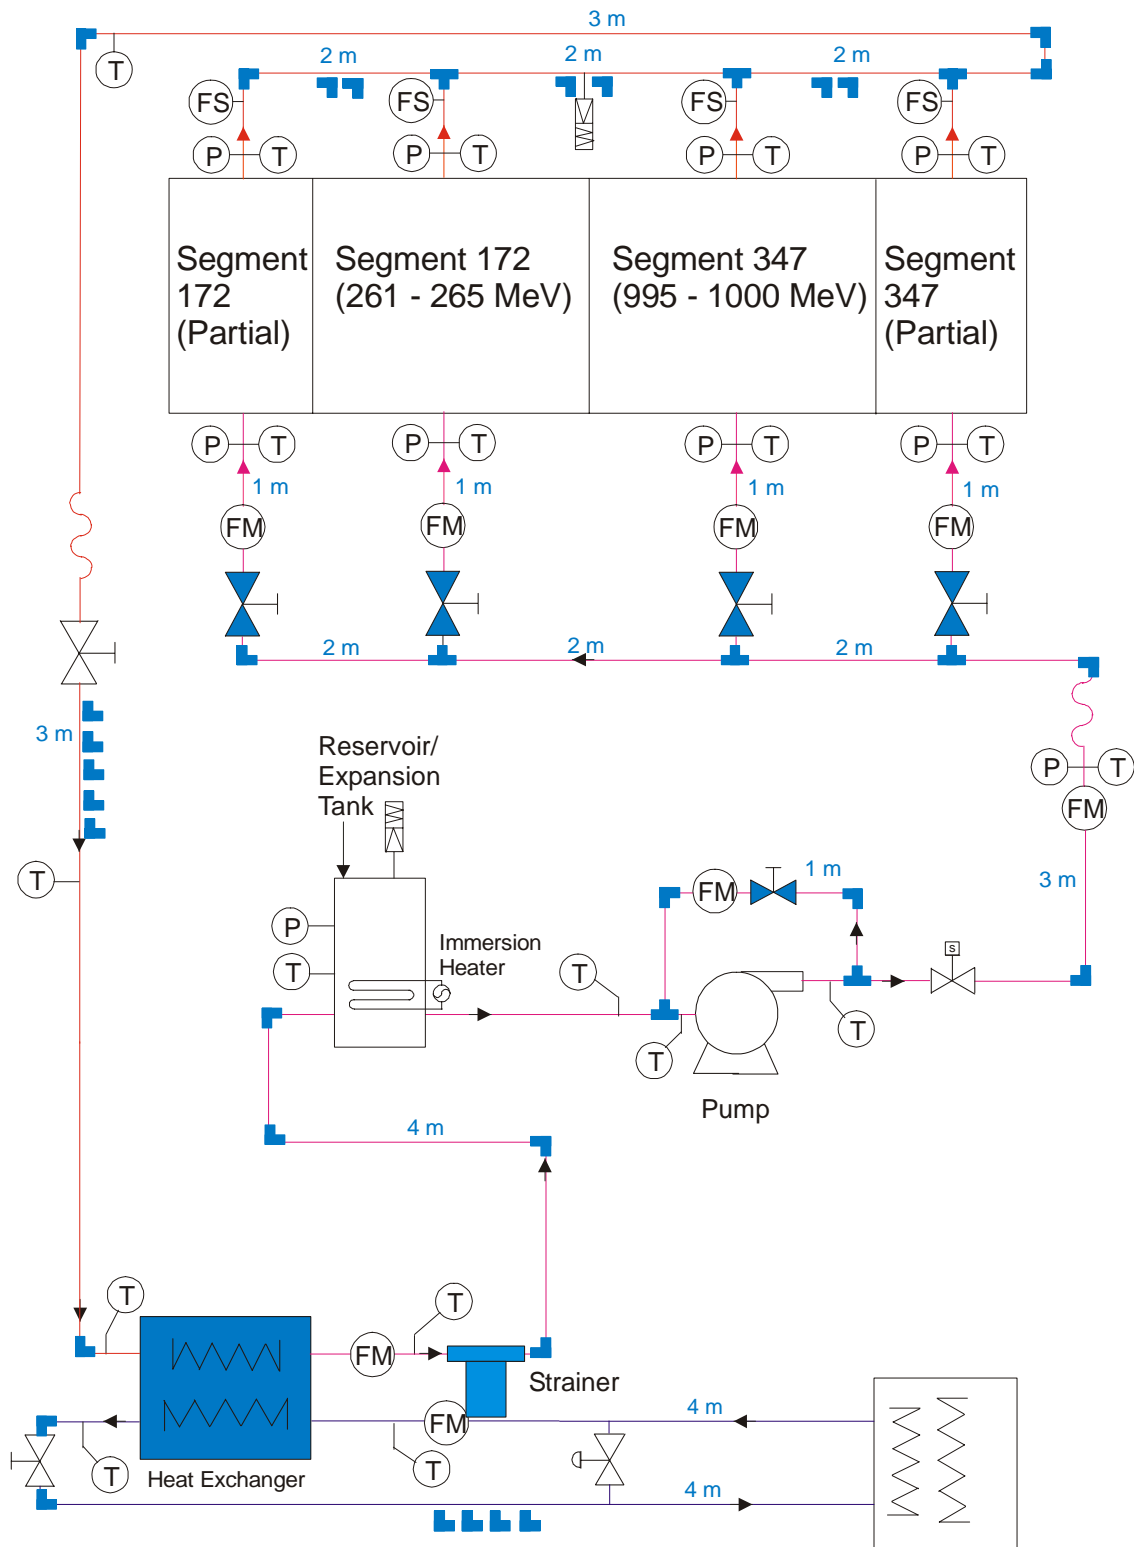 3 m
2 m
2 m
2 m
T
FS
FS
FS
FS
P
T
P
T
P
T
P
T
Segment
172
(Partial)
Segment 172
(261 - 265 MeV)
Segment 347
(995 - 1000 MeV)
Segment
347
(Partial)
P
T
P
T
P
T
P
T
1 m
1 m
1 m
1 m
FM
FM
FM
FM
2 m
2 m
2 m
3 m
Reservoir/
Expansion
Tank
P
T
FM
T
FM
1 m
3 m
P
T
Immersion
Heater
S
T
T
T
Pump
4 m
T
T
FM
Strainer
FM
4 m
T
T
Heat Exchanger
4 m